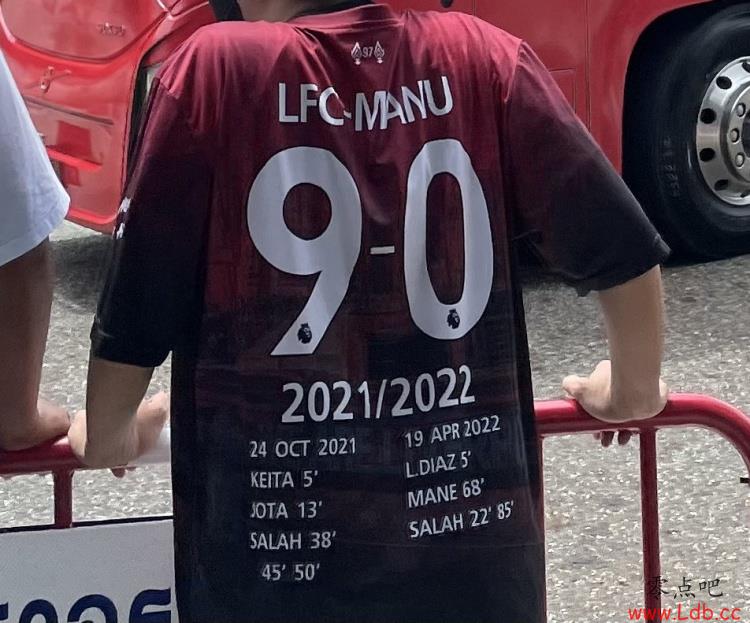 97
LFC-MANU
9-0
2021/2022
24 OCT 2021
KEITA 5'
JOTA 13'
SALAH 38'
45' 50'
19 APR 2022
L.DIAZ 5'
MANE 68'
SALAH 22' 85'
零点吧
www.Ldb.cc